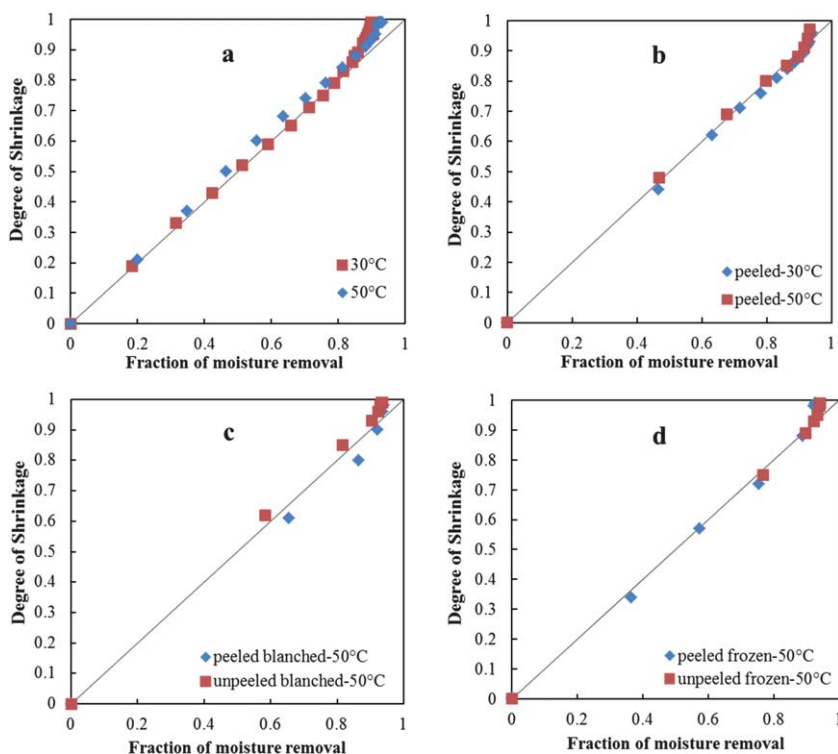 a
Degree of Shrinkage
1
0.9
0.8
0.7
0.6
0.5
0.4
0.3
0.2
0.1
0
0 0.2 0.4 0.6 0.8 1
Fraction of moisture removal
30°C
50°C
b
Degree of Shrinkage
1
0.9
0.8
0.7
0.6
0.5
0.4
0.3
0.2
0.1
0
0 0.2 0.4 0.6 0.8 1
Fraction of moisture removal
peeled-30°C
peeled-50°C
c
Degree of Shrinkage
1
0.9
0.8
0.7
0.6
0.5
0.4
0.3
0.2
0.1
0
0 0.2 0.4 0.6 0.8 1
Fraction of moisture removal
peeled blanched-50°C
unpeeled blanched-50°C
d
Degree of Shrinkage
1
0.9
0.8
0.7
0.6
0.5
0.4
0.3
0.2
0.1
0
0 0.2 0.4 0.6 0.8 1
Fraction of moisture removal
peeled frozen-50°C
unpeeled frozen-50°C